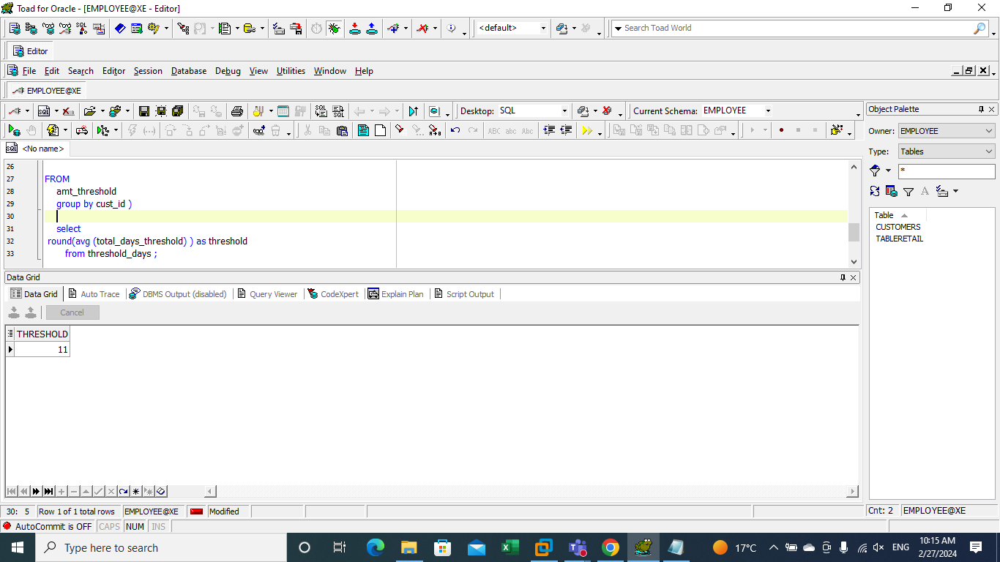 Toad for Oracle - [EMPLOYEE@XE - Editor]
<default>
Search Toad World
Editor
File Edit Search Editor Session Database Debug View Utilities Window Help
EMPLOYEE@XE
Desktop: SQL
Current Schema: EMPLOYEE
Object Palette
Owner: EMPLOYEE
Type: Tables
*
<No name>
26
27 FROM
28 amt_threshold
29 group by cust_id )
30
31 select
32 round(avg (total_days_threshold) ) as threshold
33 from threshold_days ;
Table
CUSTOMERS
TABLERETAIL
Data Grid
Data Grid Auto Trace DBMS Output (disabled) Query Viewer CodeXpert Explain Plan Script Output
Cancel
THRESHOLD
11
30: 5 Row 1 of 1 total rows EMPLOYEE@XE Modified
Cnt: 2 EMPLOYEE@XE
AutoCommit is OFF CAPS NUM INS
Type here to search
17°C
ENG
10:15 AM
2/27/2024